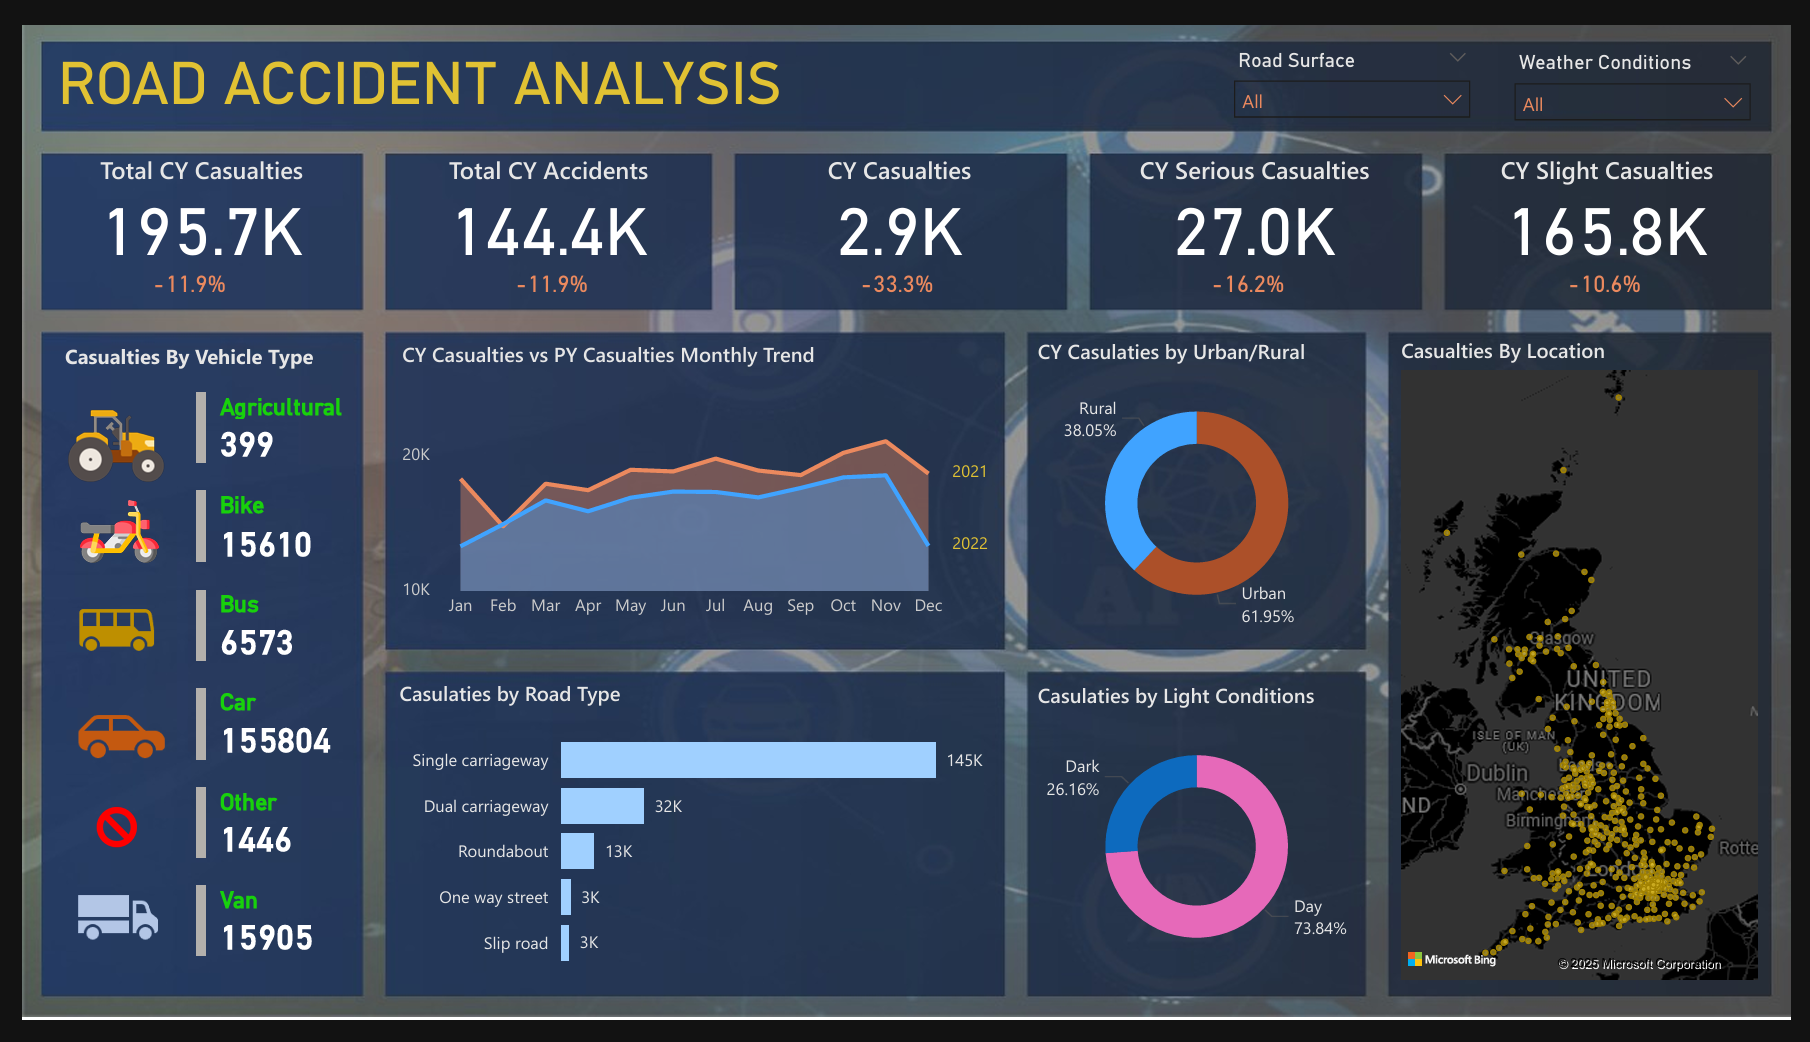 ROAD ACCIDENT ANALYSIS
Road Surface
All
Weather Conditions
All
Total CY Casualties
195.7K
-11.9%
Total CY Accidents
144.4K
-11.9%
CY Casualties
2.9K
-33.3%
CY Serious Casualties
27.0K
-16.2%
CY Slight Casualties
165.8K
-10.6%
Casualties By Vehicle Type
Agricultural
399
Bike
15610
Bus
6573
Car
155804
Other
1446
Van
15905
CY Casualties vs PY Casualties Monthly Trend
20K
10K
2021
2022
Jan Feb Mar Apr May Jun Jul Aug Sep Oct Nov Dec
CY Casulaties by Urban/Rural
Rural
38.05%
Urban
61.95%
Casulaties by Road Type
Single carriageway 145K
Dual carriageway 32K
Roundabout 13K
One way street 3K
Slip road 3K
Casulaties by Light Conditions
Dark
26.16%
Day
73.84%
Casualties By Location
Glasgow
UNITED
KINGDOM
ISLE OF MAN
(UK)
Dublin
ND
Birmingham
Rotte
London
Microsoft Bing
© 2025 Microsoft Corporation